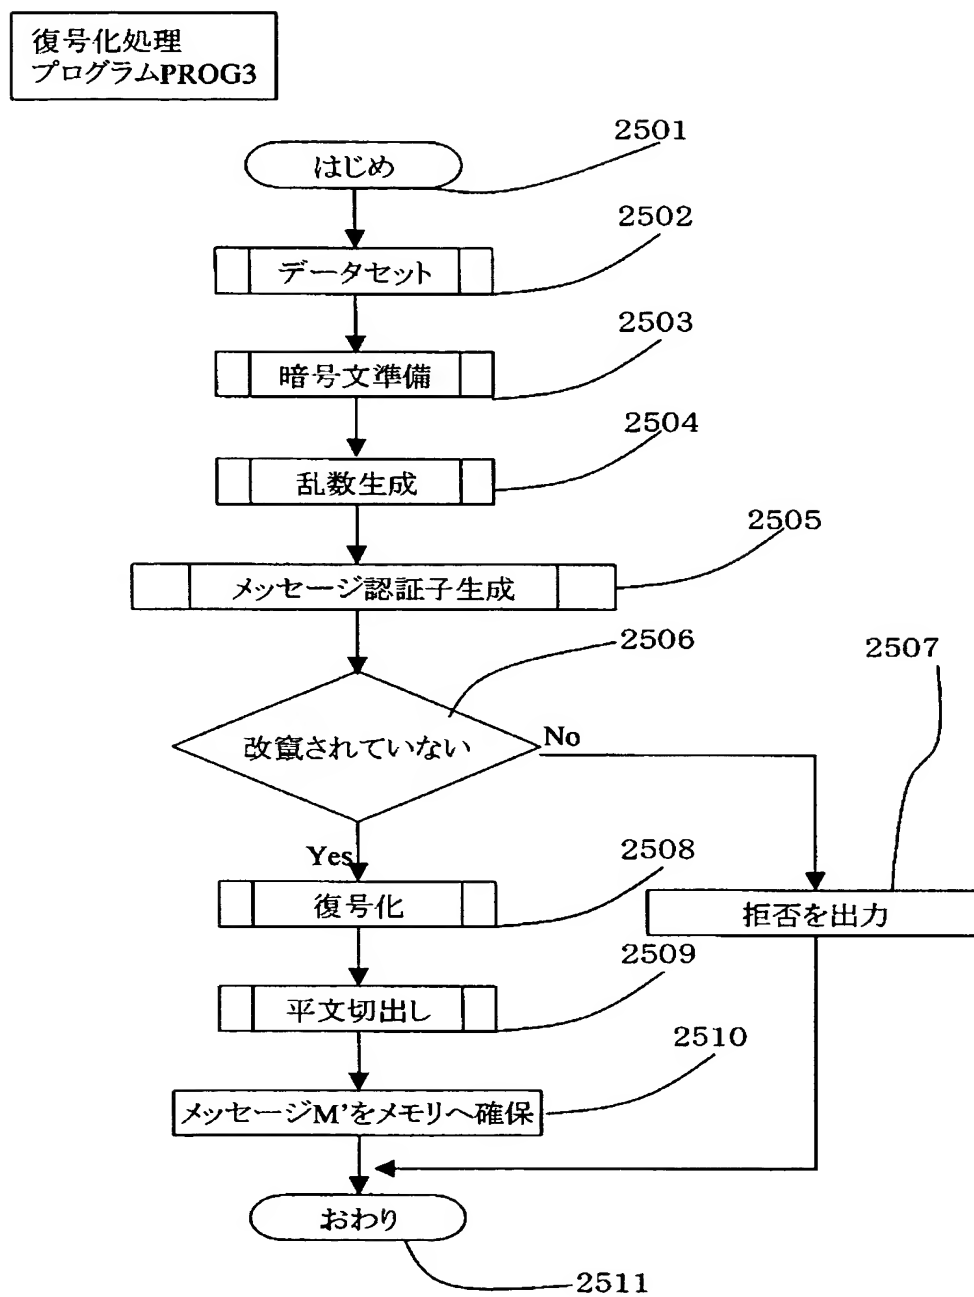 復号化処理
プログラムPROG3
2501
はじめ
2502
データセット
2503
暗号文準備
2504
乱数生成
2505
メッセージ認証子生成
2506
2507
改竄されていない
No
Yes
2508
復号化
拒否を出力
2509
平文切出し
2510
メッセージM'をメモリへ確保
おわり
2511